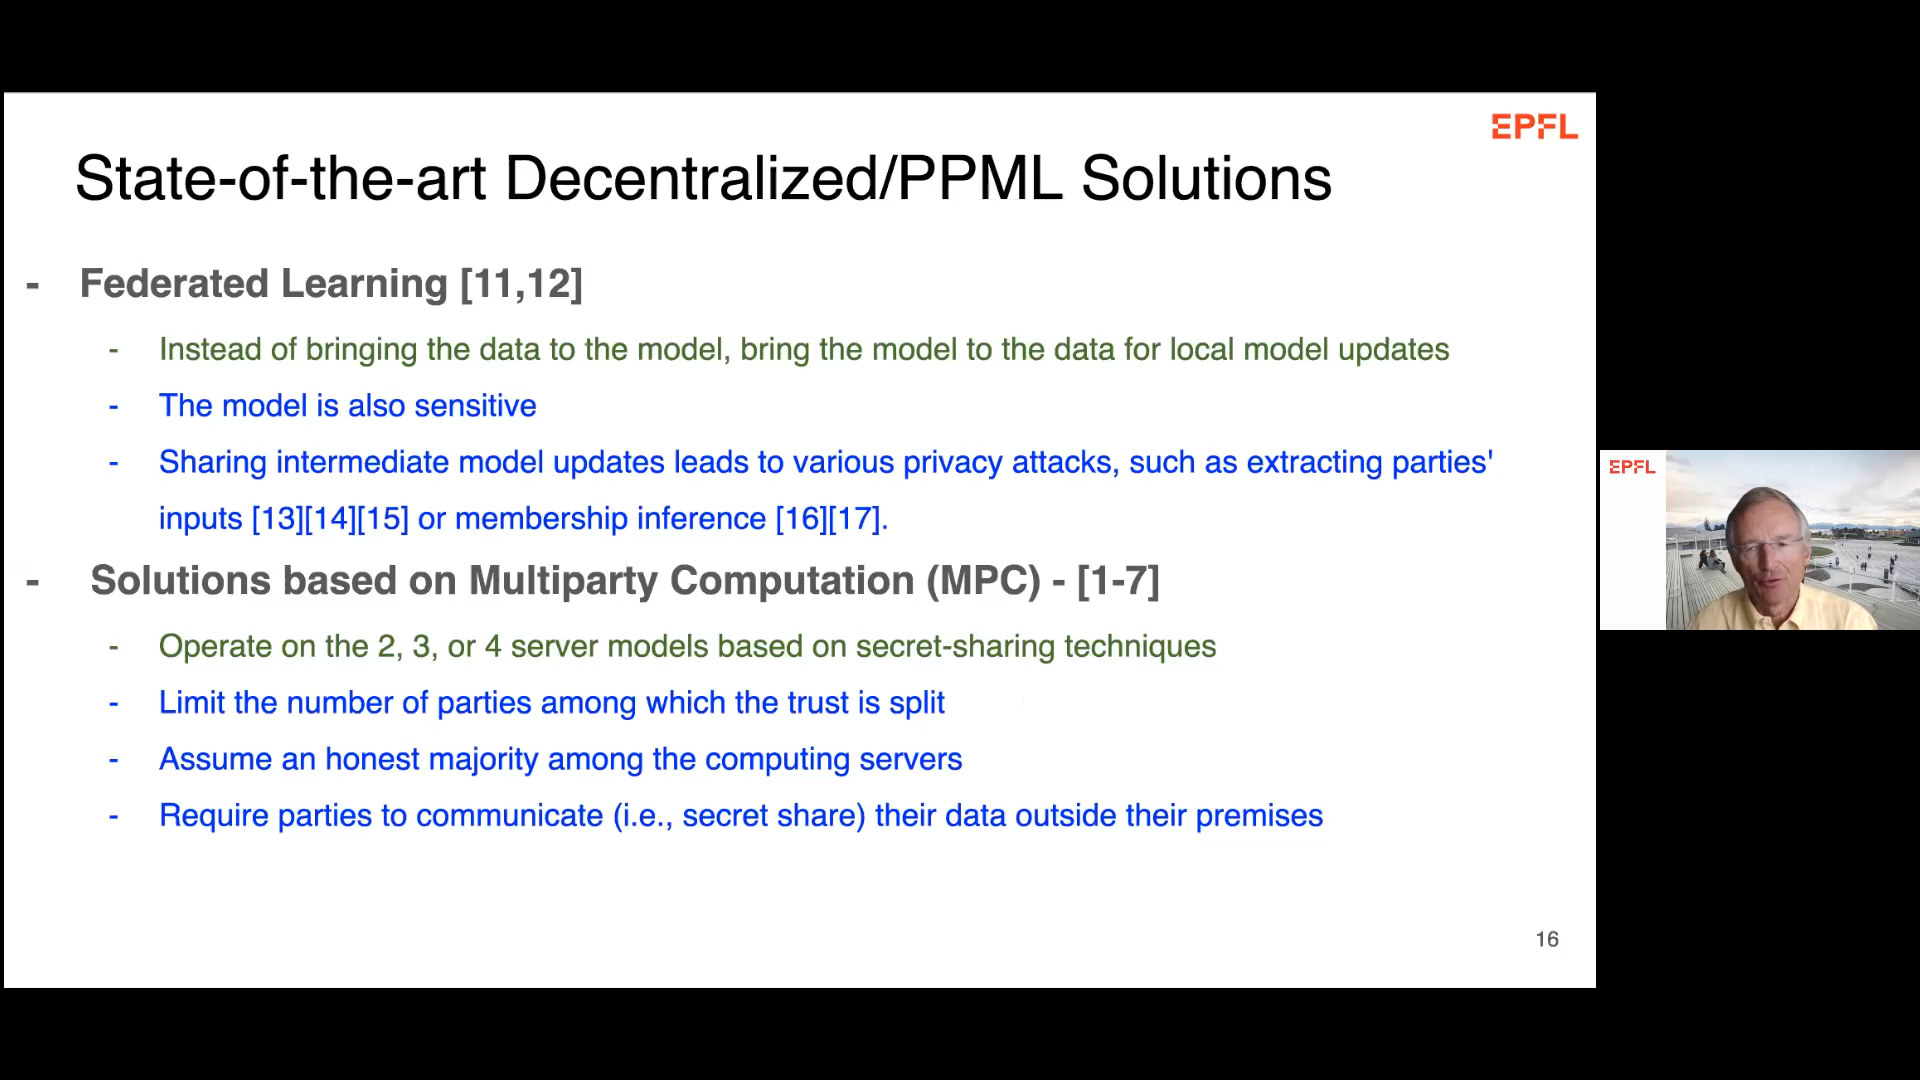 EPFL
State-of-the-art Decentralized/PPML Solutions
- Federated Learning [11,12]
- Instead of bringing the data to the model, bring the model to the data for local model updates
- The model is also sensitive
- Sharing intermediate model updates leads to various privacy attacks, such as extracting parties'
inputs [13][14][15] or membership inference [16][17].
- Solutions based on Multiparty Computation (MPC) - [1-7]
- Operate on the 2, 3, or 4 server models based on secret-sharing techniques
- Limit the number of parties among which the trust is split
- Assume an honest majority among the computing servers
- Require parties to communicate (i.e., secret share) their data outside their premises
16
EPFL